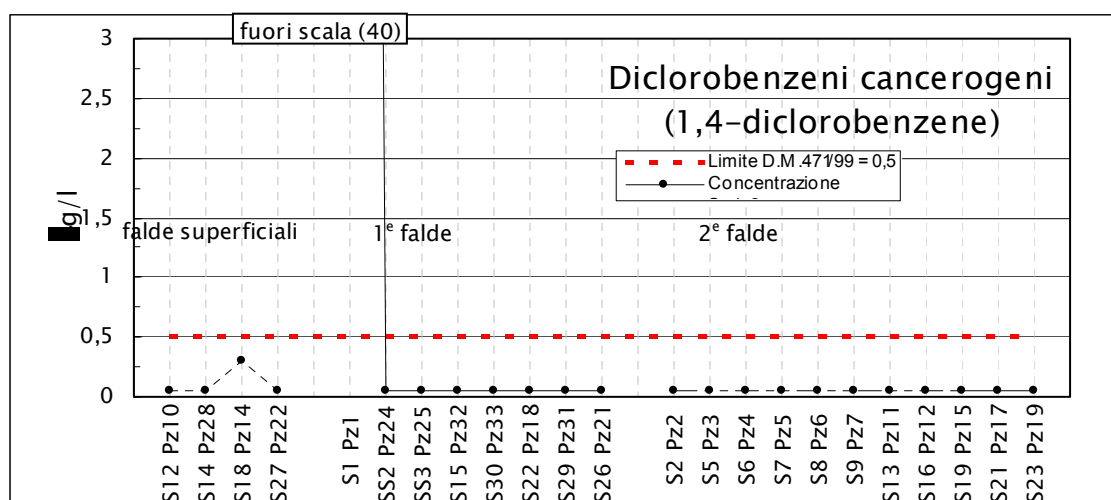 fuori scala (40)
Diclorobenzeni cancerogeni
(1,4-diclorobenzene)
Limite D.M.471/99 = 0,5
Concentrazione
3
2,5
2
1,5
1
0,5
0
g/l
falde superficiali
1e falde
2e falde
S12 Pz10
S14 Pz28
S18 Pz14
S27 Pz22
S1 Pz1
SS2 Pz24
SS3 Pz25
S15 Pz32
S30 Pz33
S22 Pz18
S29 Pz31
S26 Pz21
S2 Pz2
S5 Pz3
S6 Pz4
S7 Pz5
S8 Pz6
S9 Pz7
S13 Pz11
S16 Pz12
S19 Pz15
S21 Pz17
S23 Pz19